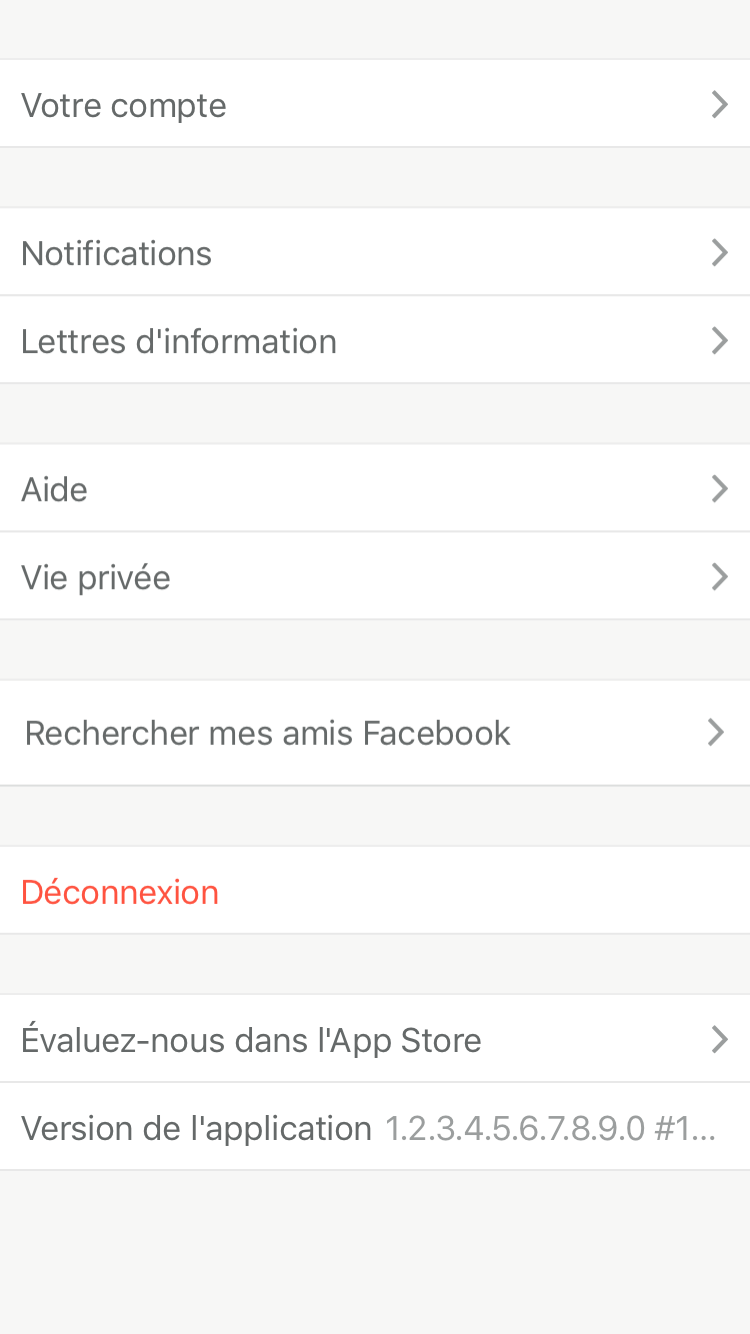 Votre compte
Notifications
Lettres d'information
Aide
Vie privée
Rechercher mes amis Facebook
Déconnexion
Évaluez-nous dans l'App Store
Version de l'application 1.2.3.4.5.6.7.8.9.0 #1...